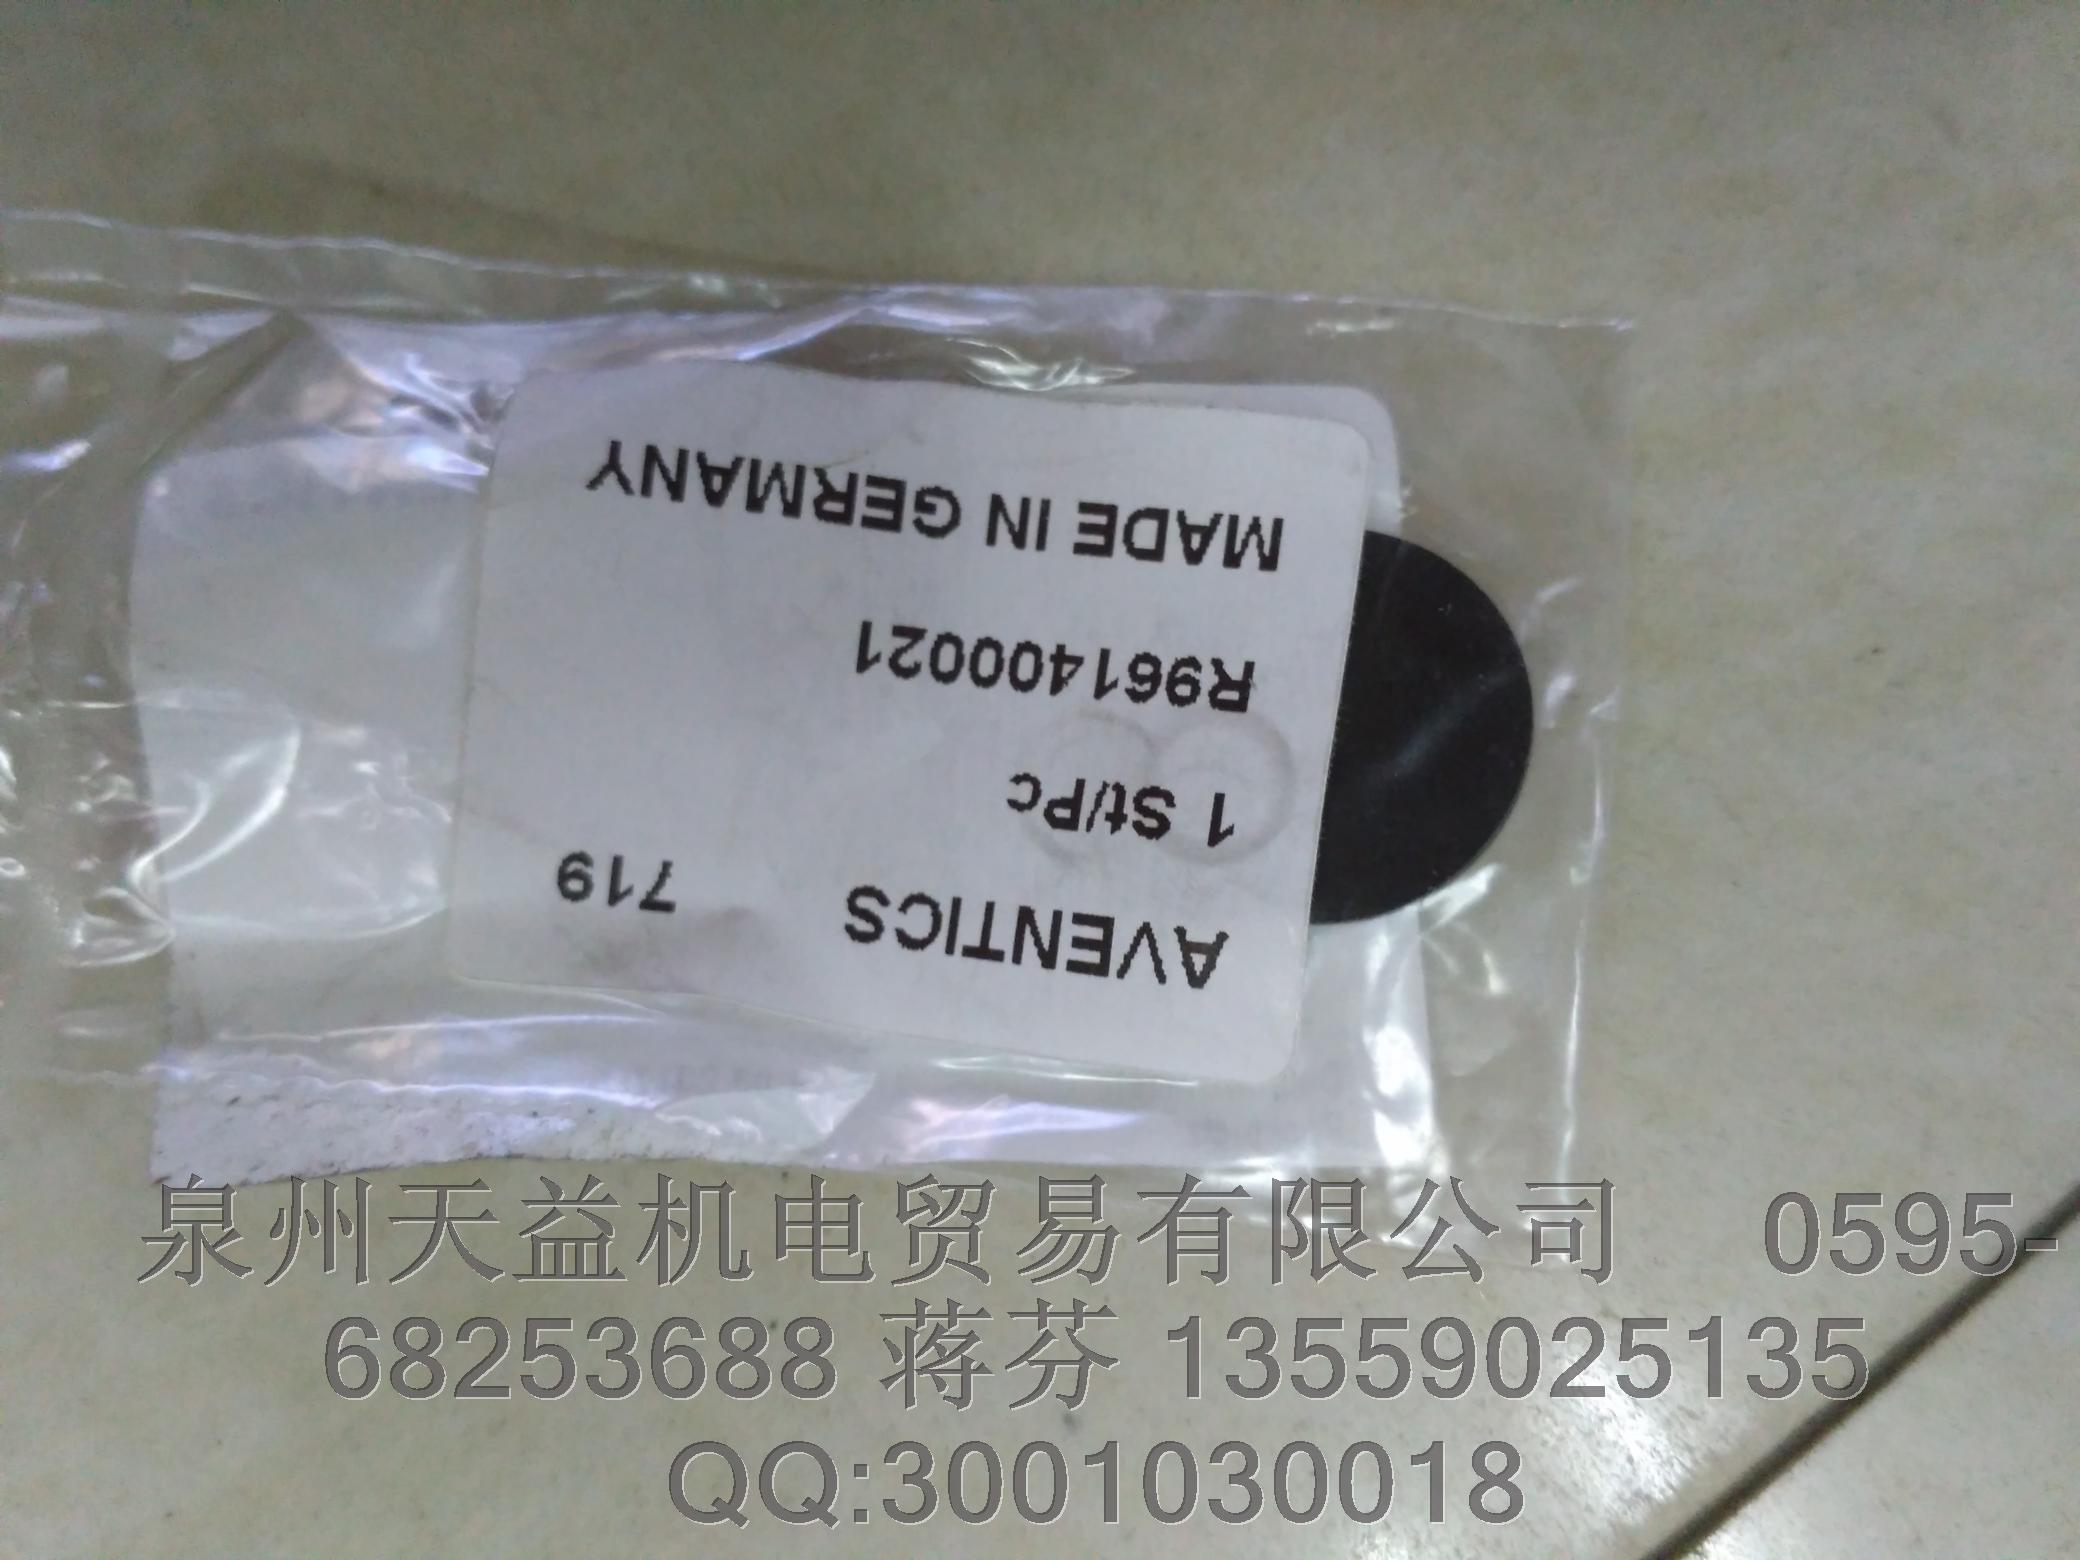 AVENTICS 719
1 St/Pc
R961400021
MADE IN GERMANY
泉州天益机电贸易有限公司 0595-
68253688 蒋芬 13559025135
QQ:3001030018